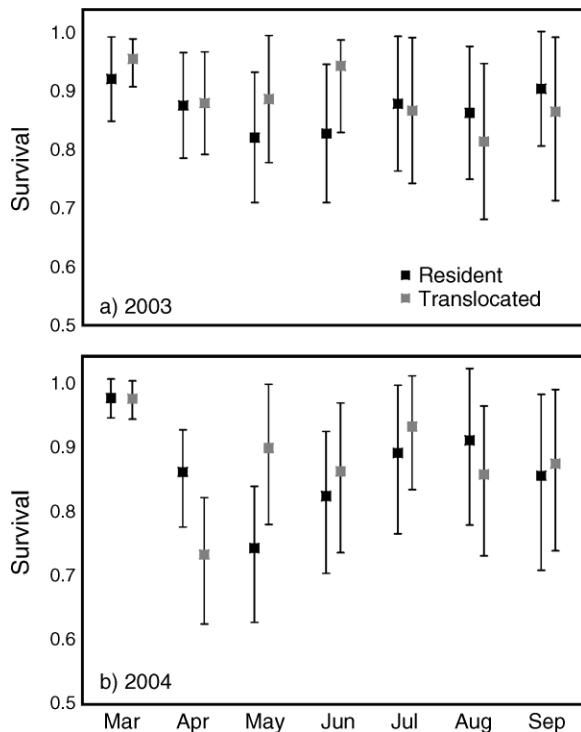 1.0
0.9
0.8
0.7
0.6
0.5
Survival
Resident
Translocated
a) 2003
1.0
0.9
0.8
0.7
0.6
0.5
Survival
b) 2004
Mar Apr May Jun Jul Aug Sep